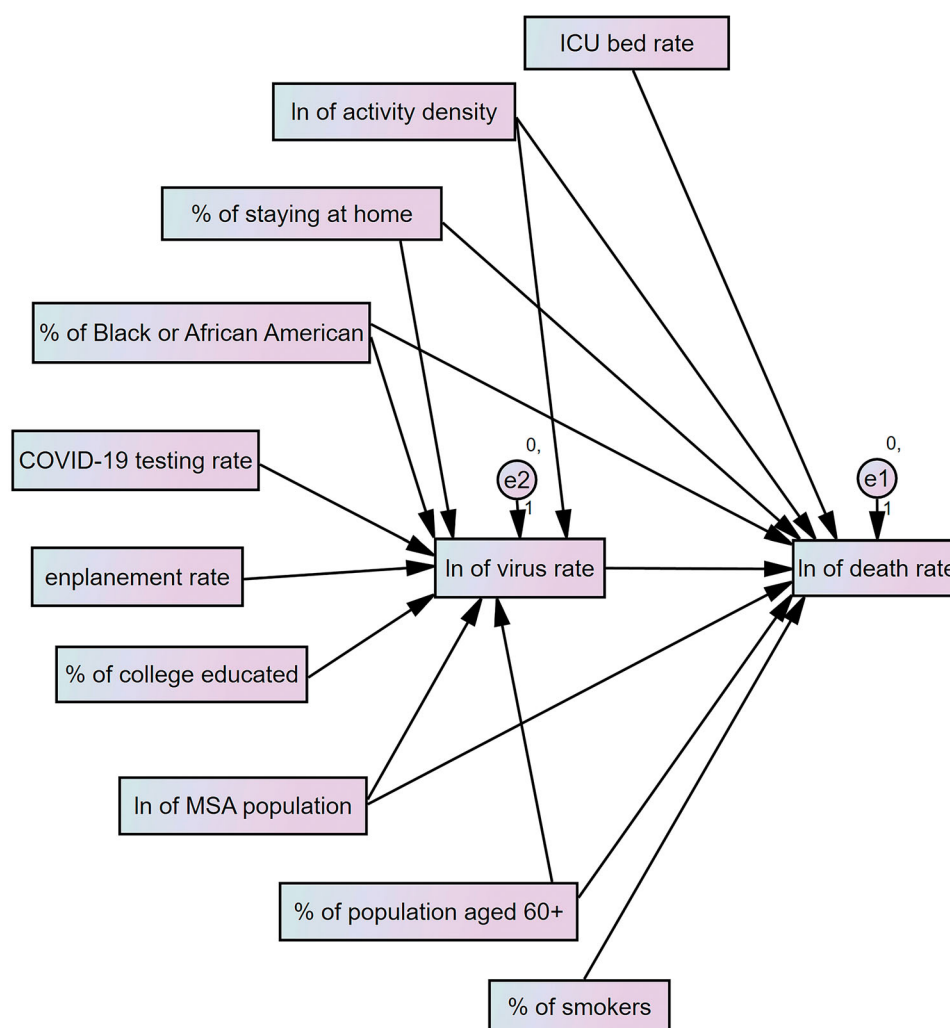 ICU bed rate
ln of activity density
% of staying at home
% of Black or African American
COVID-19 testing rate
0,
e2
1
0,
e1
1
enplanement rate
ln of virus rate
ln of death rate
% of college educated
ln of MSA population
% of population aged 60+
% of smokers